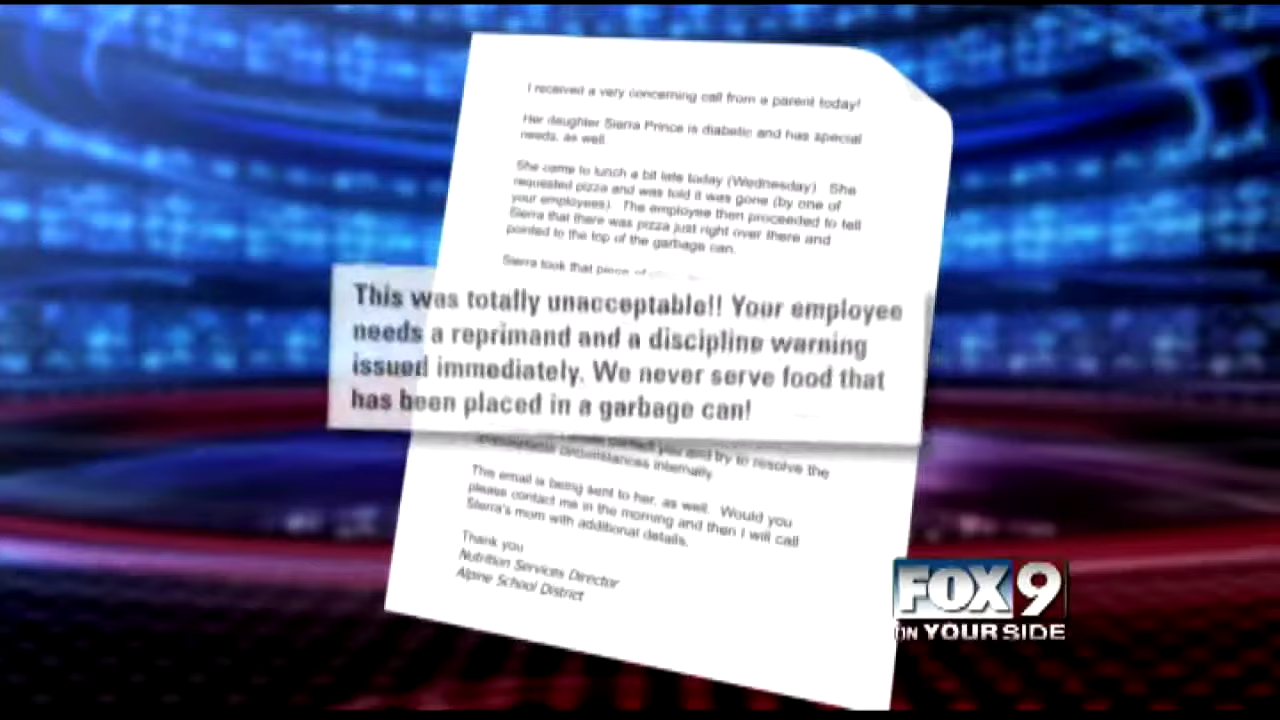 I received a very concerning call from a parent today!
Her daughter Sierra Prince is diabetic and has special
needs, as well.
She came to lunch a bit late today (Wednesday). She
requested pizza and was told it was gone (by one of
your employees). The employee then proceeded to tell
Sierra that there was pizza just right over there and
pointed to the top of the garbage can.
Sierra took that piece of
This was totally unacceptable!! Your employee
needs a reprimand and a discipline warning
issued immediately. We never serve food that
has been placed in a garbage can!
contact you and try to resolve the
circumstances internally.
This email is being sent to her, as well. Would you
please contact me in the morning and then I will call
Sierra's mom with additional details.
Thank you
Nutrition Services Director
Alpine School District
FOX 9
ON YOUR SIDE